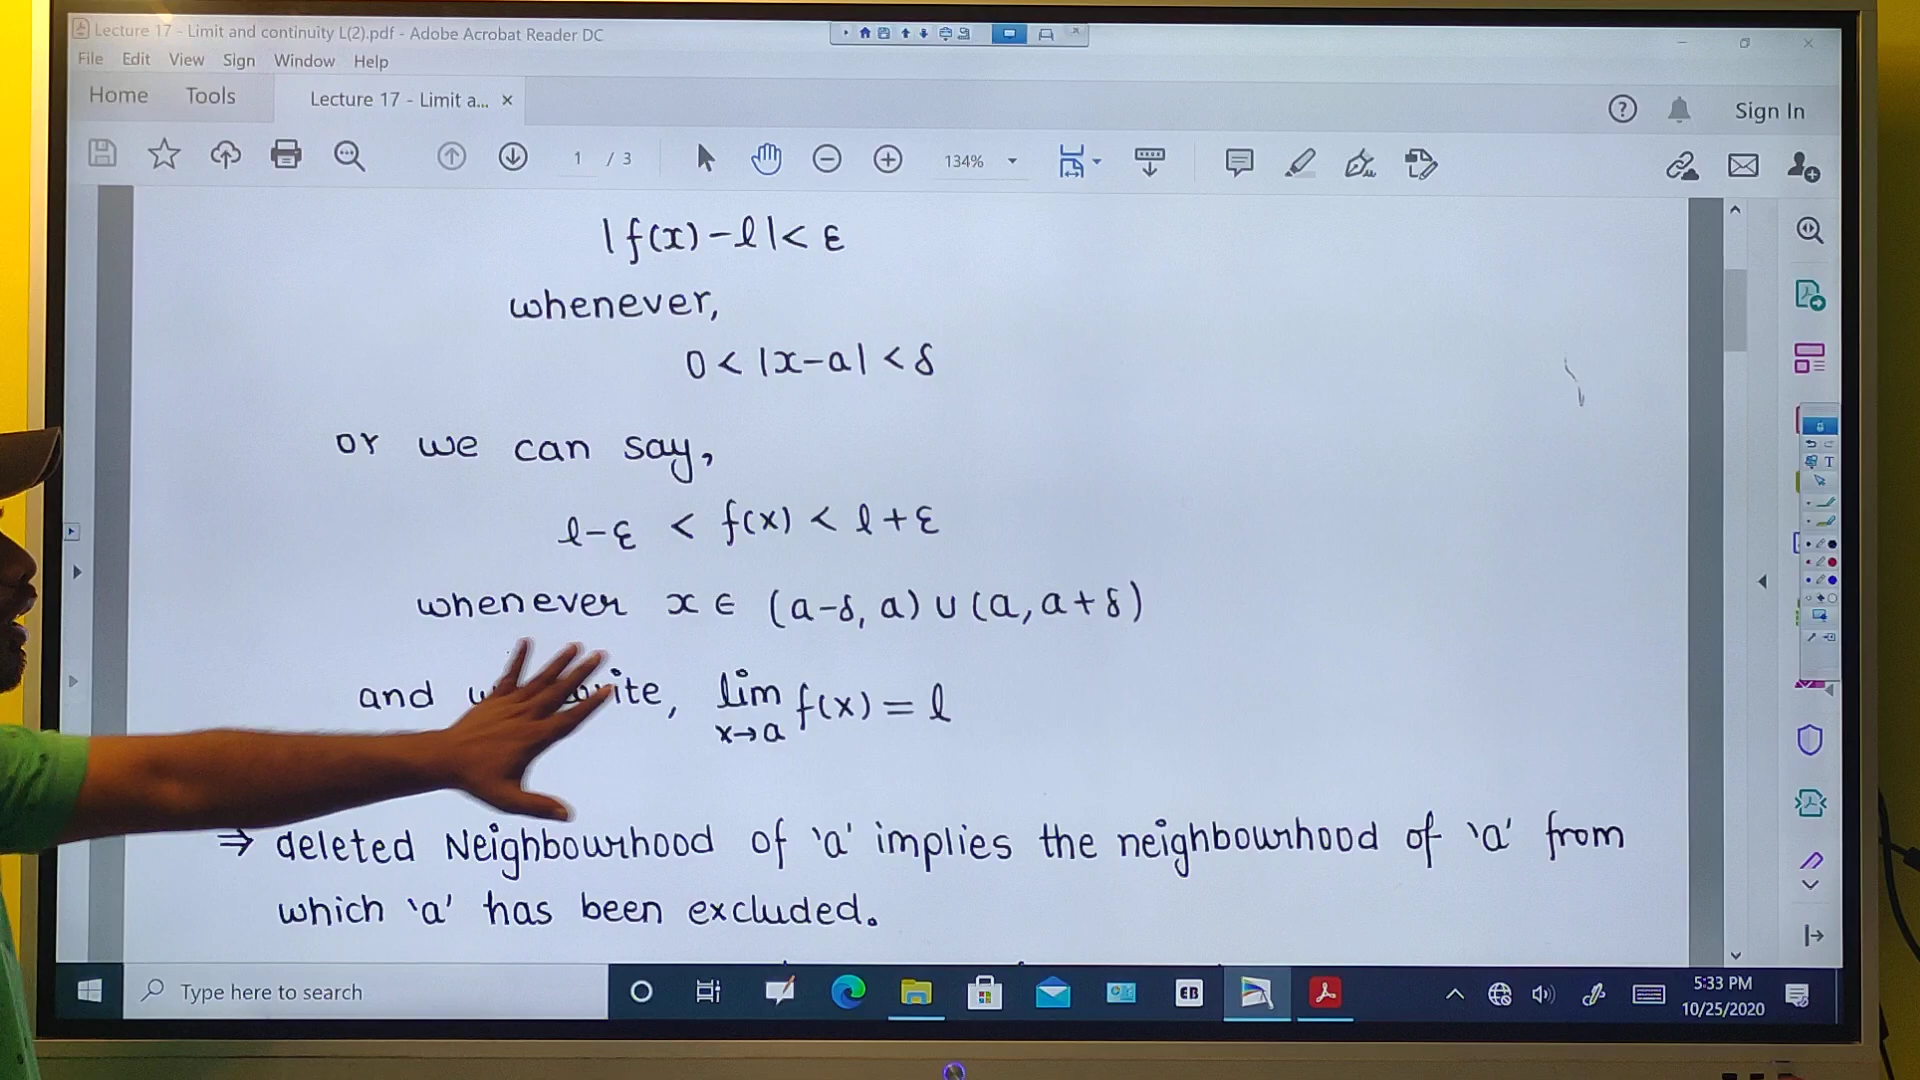 Lecture 17 - Limit and continuity L(2).pdf - Adobe Acrobat Reader DC
File Edit View Sign Window Help
Home Tools Lecture 17 - Limit a... × Sign In
1 / 3 134%
|f(x)-l|< ε
whenever,
0 < |x-a| < δ
or we can say,
l-ε < f(x) < l+ε
whenever x ∈ (a-δ, a) ∪ (a, a+δ)
and write, lim f(x) = l
x→a
⇒ deleted Neighbourhood of 'a' implies the neighbourhood of 'a' from
which 'a' has been excluded.
Type here to search
EB
5:33 PM
10/25/2020